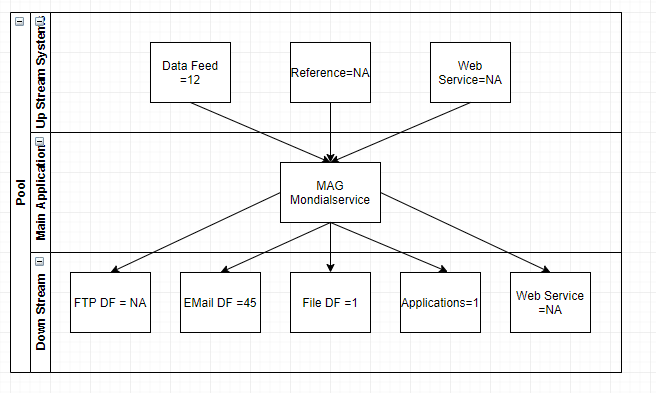 Pool
Up Stream Systems
Data Feed
=12
Reference=NA
Web
Service=NA
Main Application
MAG
Mondialservice
Down Stream
FTP DF = NA
EMail DF =45
File DF =1
Applications=1
Web Service
=NA